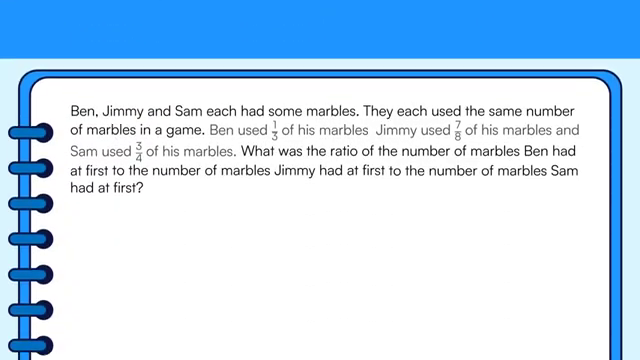 Ben, Jimmy and Sam each had some marbles. They each used the same number
of marbles in a game. Ben used 1/3 of his marbles Jimmy used 7/8 of his marbles and
Sam used 3/4 of his marbles. What was the ratio of the number of marbles Ben had
at first to the number of marbles Jimmy had at first to the number of marbles Sam
had at first?